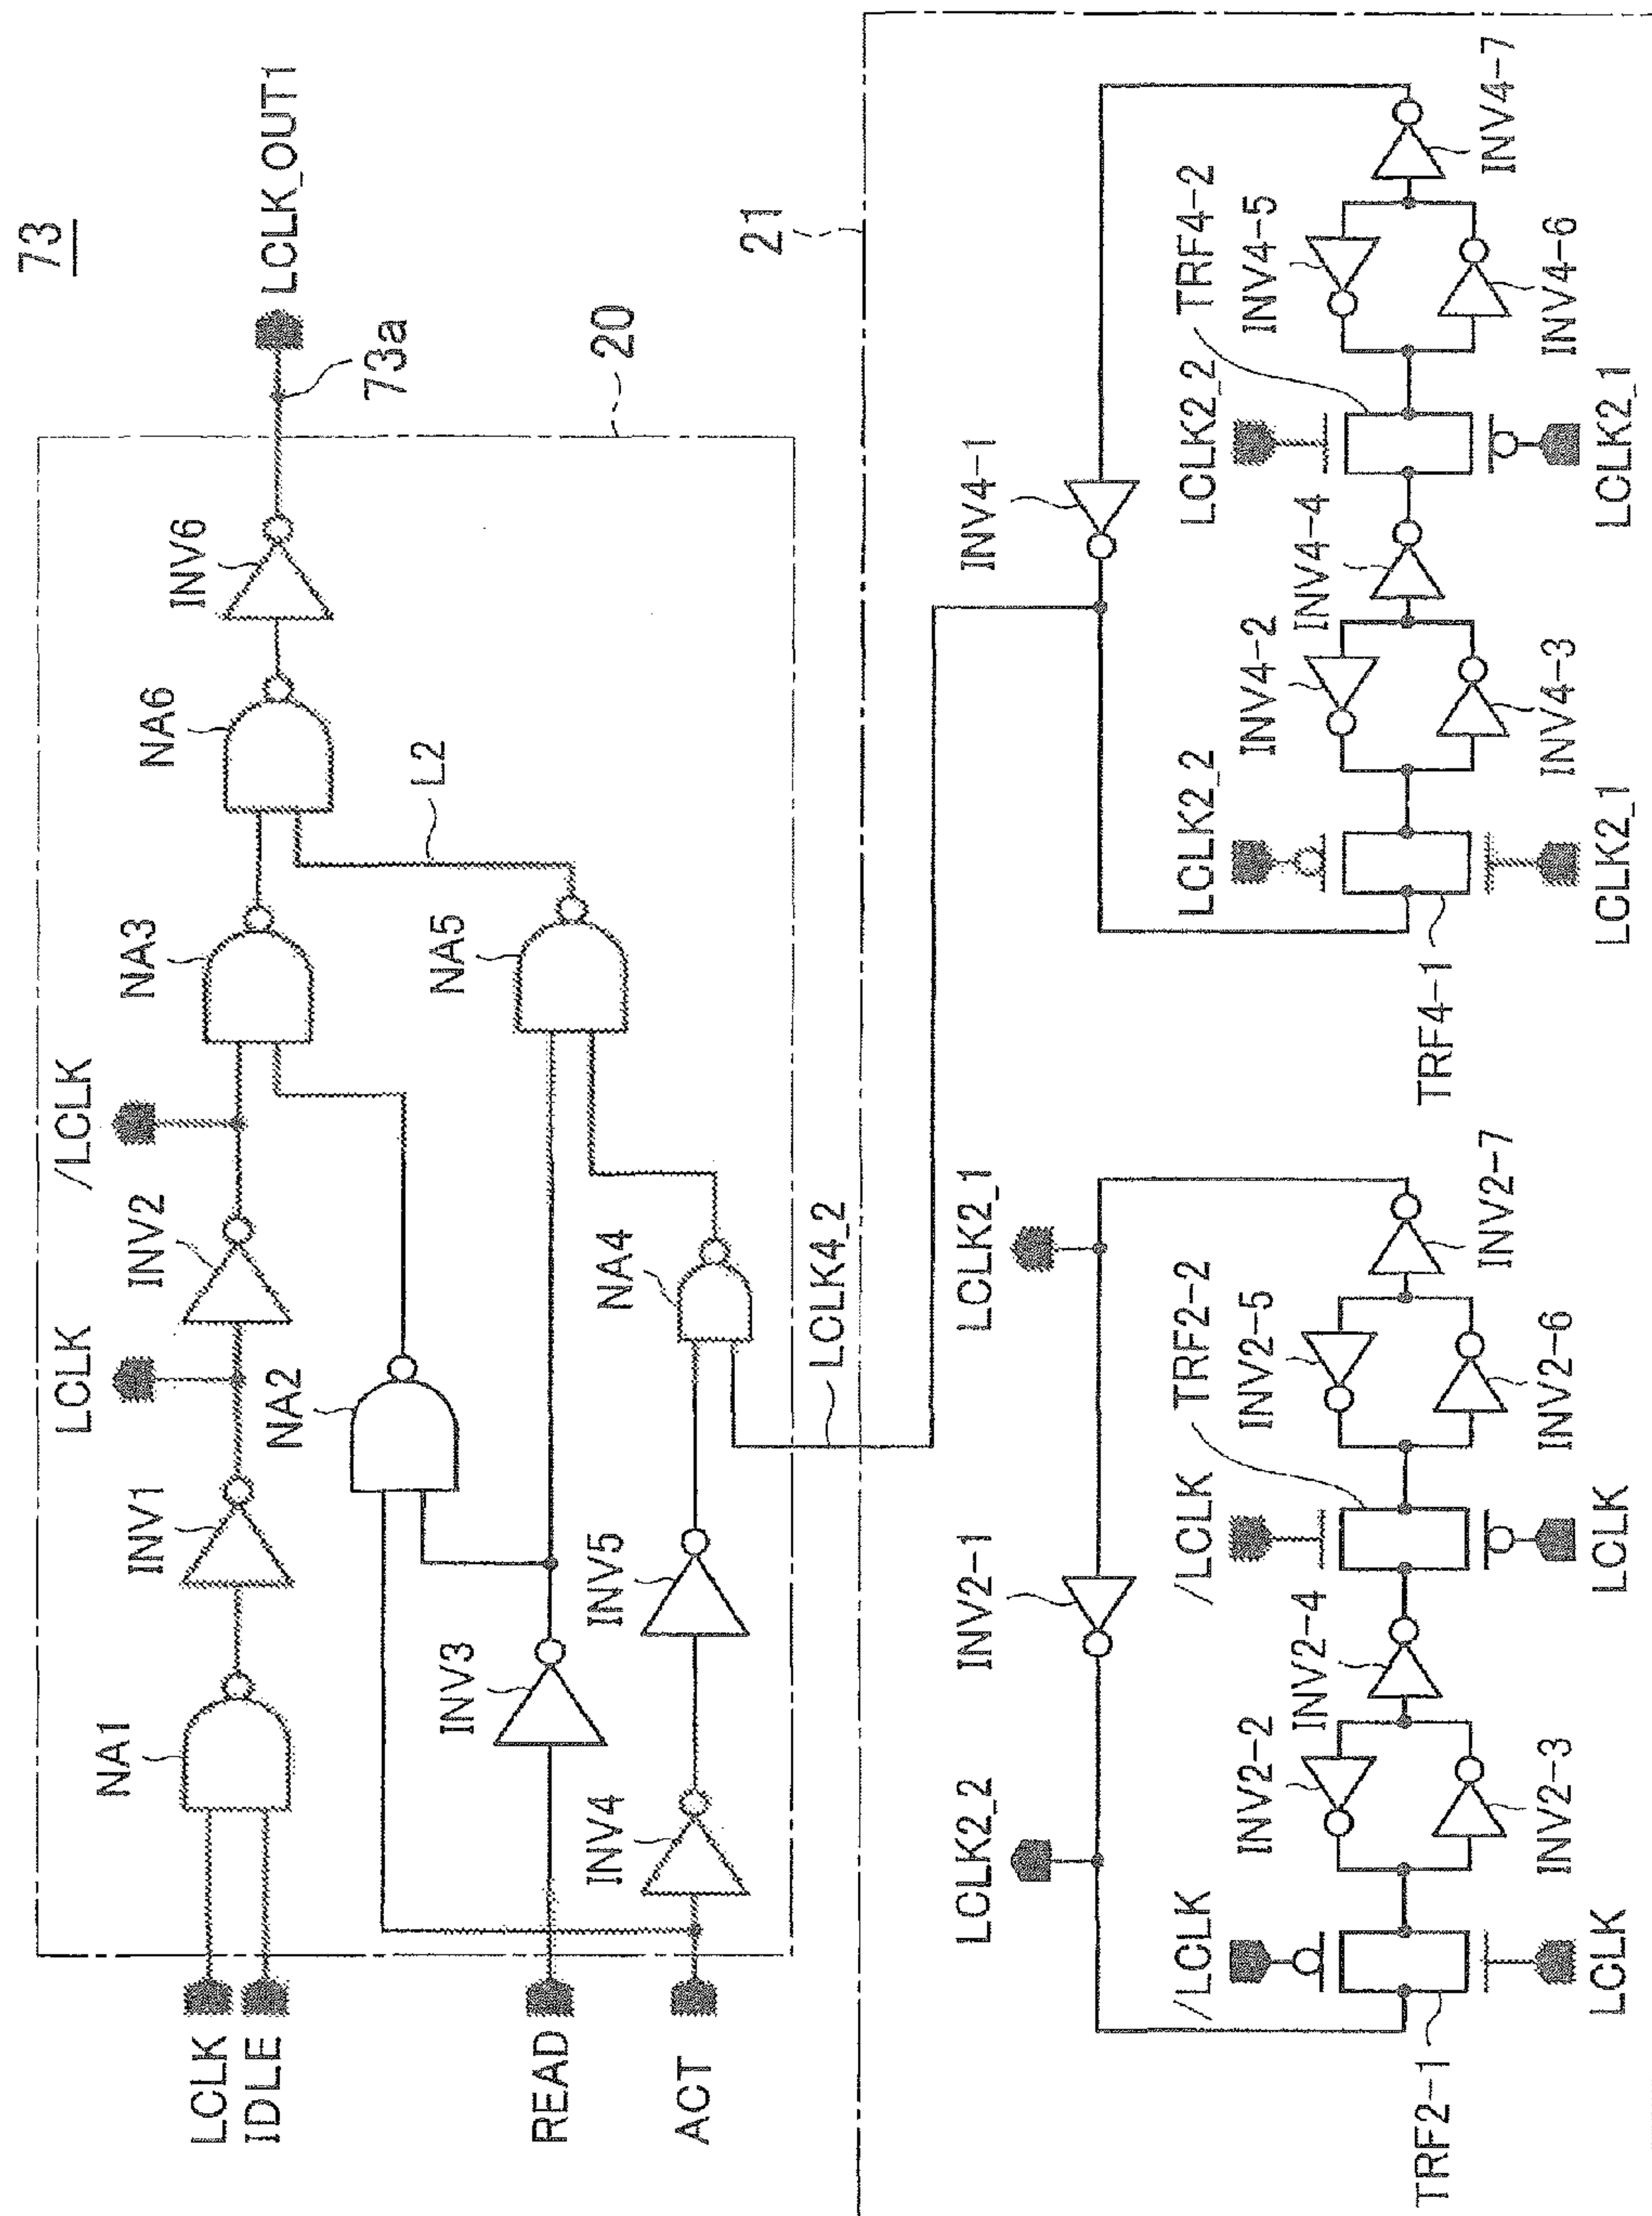 73
LCLK
IDLE
READ
ACT
NA1
INV1
LCLK
INV2
/LCLK
NA3
NA6
INV6
LCLK_OUT1
73a
20
NA2
INV3
INV4
INV5
NA4
NA5
L2
LCLK4_2
21
LCLK2_2
INV2-1
LCLK2_1
/LCLK
TRF2-1
LCLK
INV2-2
INV2-3
INV2-4
/LCLK
TRF2-2
LCLK
INV2-5
INV2-6
INV2-7
INV4-1
LCLK2_2
TRF4-1
LCLK2_1
INV4-2
INV4-3
INV4-4
LCLK2_2
TRF4-2
LCLK2_1
INV4-5
INV4-6
INV4-7